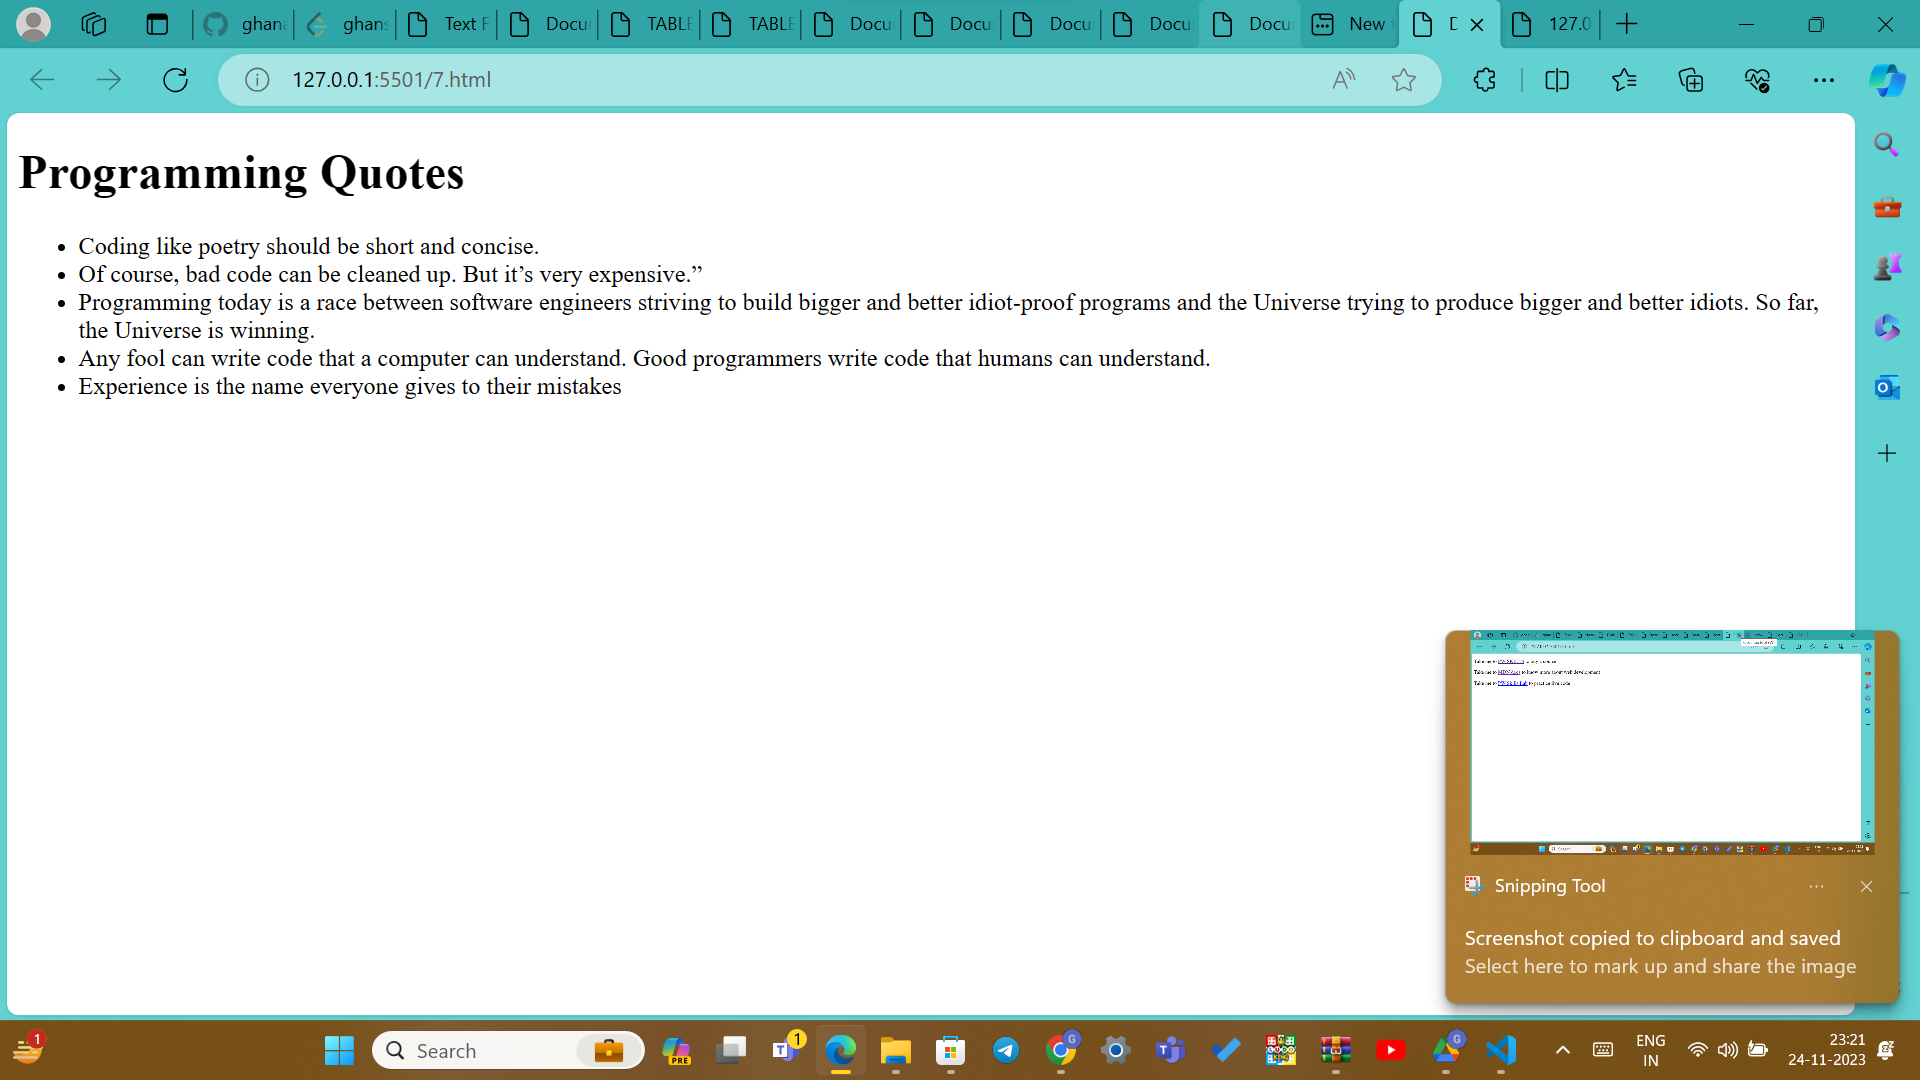 ghana
ghans
Text F
Docu
TABLE
TABLE
Docu
Docu
Docu
Docu
Docu
New
D
127.0
127.0.0.1:5501/7.html
Programming Quotes
Coding like poetry should be short and concise.
Of course, bad code can be cleaned up. But it’s very expensive.”
Programming today is a race between software engineers striving to build bigger and better idiot-proof programs and the Universe trying to produce bigger and better idiots. So far,
the Universe is winning.
Any fool can write code that a computer can understand. Good programmers write code that humans can understand.
Experience is the name everyone gives to their mistakes
Snipping Tool
Screenshot copied to clipboard and saved
Select here to mark up and share the image
1
Search
PRE
1
G
G
ENG
IN
23:21
24-11-2023